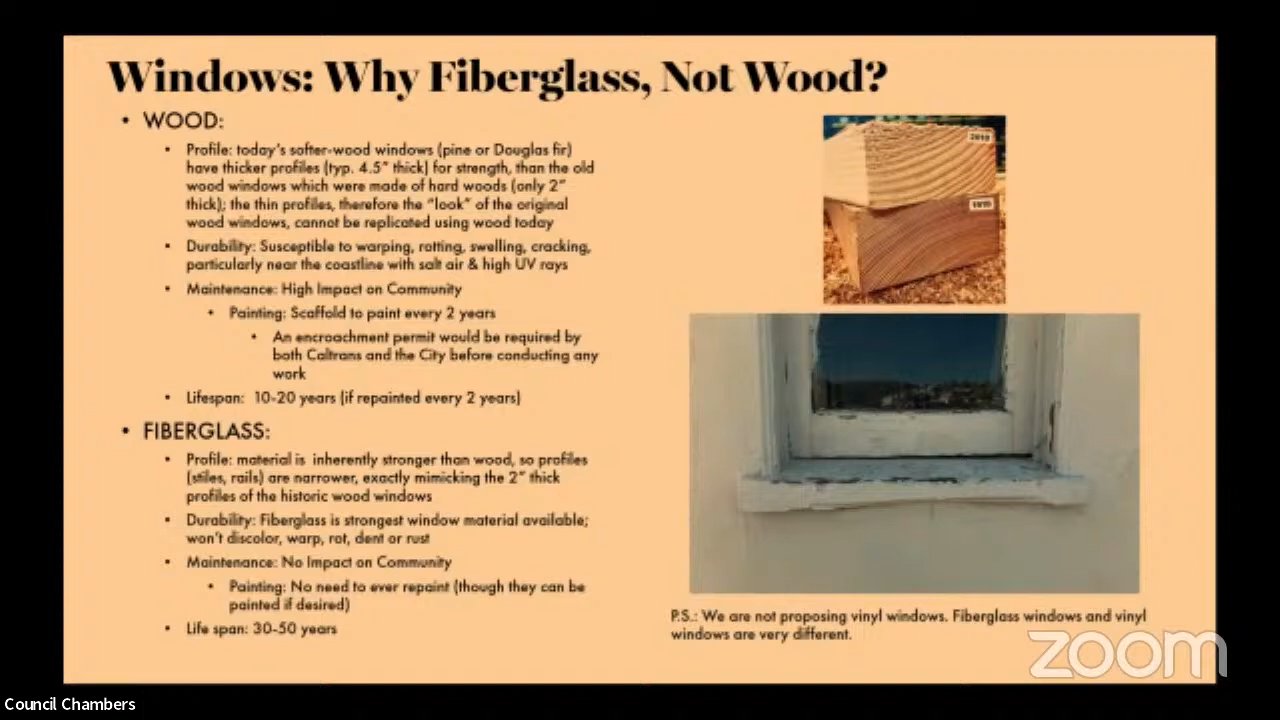 Windows: Why Fiberglass, Not Wood?
• WOOD:
• Profile: today's softer-wood windows (pine or Douglas fir)
have thicker profiles (typ. 4.5" thick) for strength, than the old
wood windows which were made of hard woods (only 2"
thick); the thin profiles, therefore the "look" of the original
wood windows, cannot be replicated using wood today
• Durability: Susceptible to warping, rotting, swelling, cracking,
particularly near the coastline with salt air & high UV rays
• Maintenance: High Impact on Community
• Painting: Scaffold to paint every 2 years
• An encroachment permit would be required by
both Caltrans and the City before conducting any
work
• Lifespan: 10-20 years (if repainted every 2 years)
• FIBERGLASS:
• Profile: material is inherently stronger than wood, so profiles
(stiles, rails) are narrower, exactly mimicking the 2" thick
profiles of the historic wood windows
• Durability: Fiberglass is strongest window material available;
won't discolor, warp, rot, dent or rust
• Maintenance: No Impact on Community
• Painting: No need to ever repaint (though they can be
painted if desired)
• Life span: 30-50 years
P.S.: We are not proposing vinyl windows. Fiberglass windows and vinyl
windows are very different.
zoom
Council Chambers